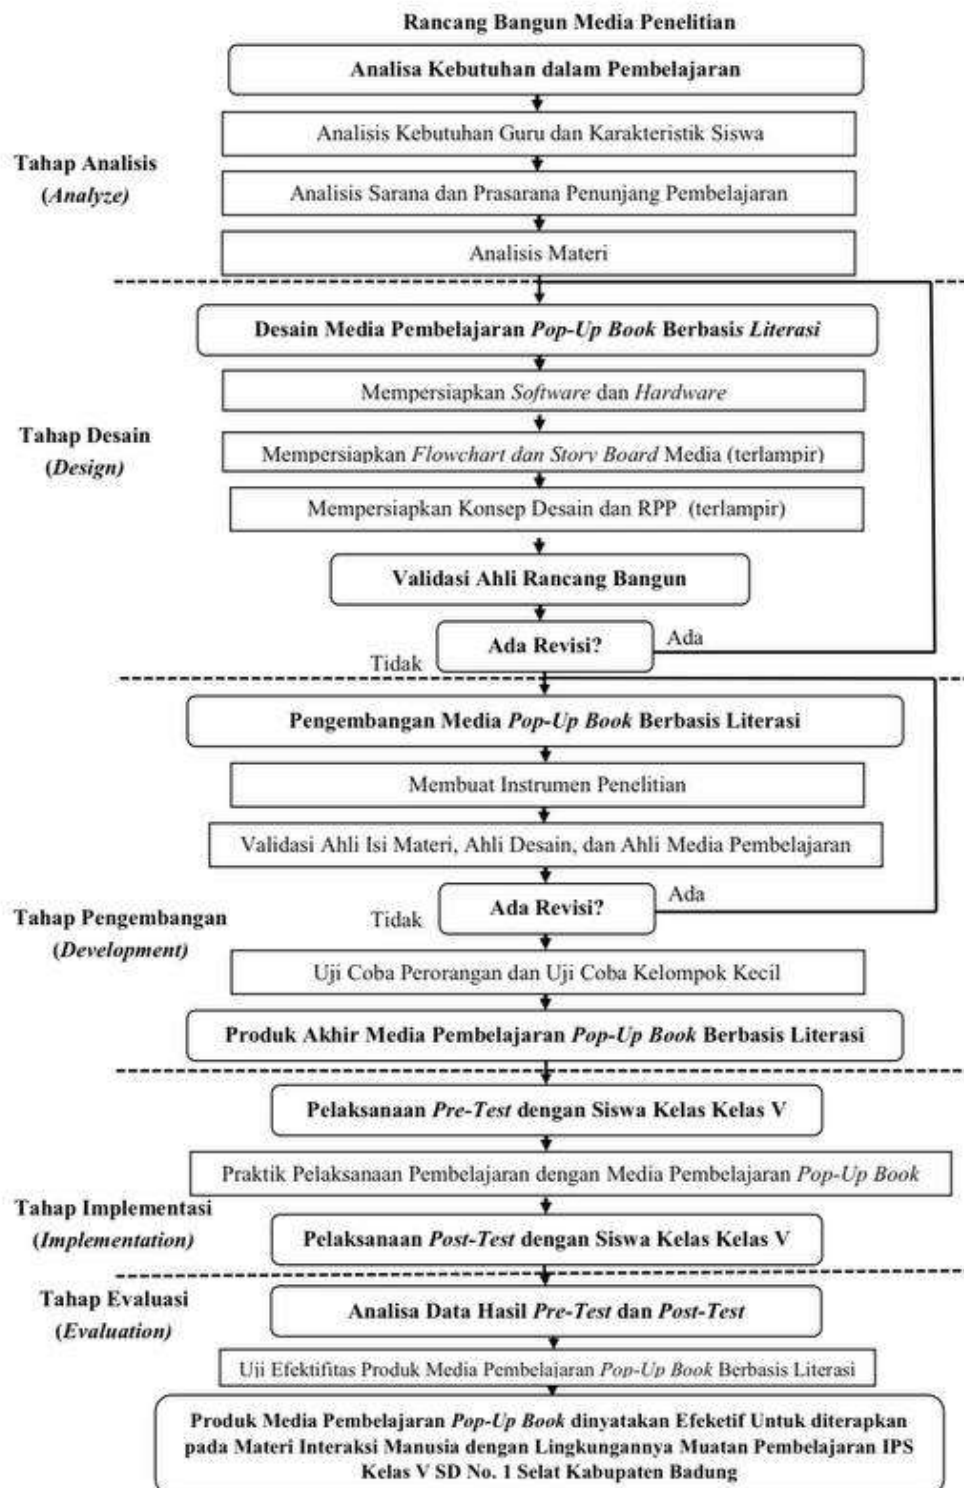 Rancang Bangun Media Penelitian
Analisa Kebutuhan dalam Pembelajaran
Analisis Kebutuhan Guru dan Karakteristik Siswa
Tahap Analisis
(Analyze)
Analisis Sarana dan Prasarana Penunjang Pembelajaran
Analisis Materi
Desain Media Pembelajaran Pop-Up Book Berbasis Literasi
Mempersiapkan Software dan Hardware
Tahap Desain
(Design)
Mempersiapkan Flowchart dan Story Board Media (terlampir)
Mempersiapkan Konsep Desain dan RPP (terlampir)
Validasi Ahli Rancang Bangun
Ada Revisi?
Ada
Tidak
Pengembangan Media Pop-Up Book Berbasis Literasi
Membuat Instrumen Penelitian
Validasi Ahli Isi Materi, Ahli Desain, dan Ahli Media Pembelajaran
Ada Revisi?
Ada
Tidak
Tahap Pengembangan
(Development)
Uji Coba Perorangan dan Uji Coba Kelompok Kecil
Produk Akhir Media Pembelajaran Pop-Up Book Berbasis Literasi
Pelaksanaan Pre-Test dengan Siswa Kelas Kelas V
Praktik Pelaksanaan Pembelajaran dengan Media Pembelajaran Pop-Up Book
Tahap Implementasi
(Implementation)
Pelaksanaan Post-Test dengan Siswa Kelas Kelas V
Tahap Evaluasi
(Evaluation)
Analisa Data Hasil Pre-Test dan Post-Test
Uji Efektifitas Produk Media Pembelajaran Pop-Up Book Berbasis Literasi
Produk Media Pembelajaran Pop-Up Book dinyatakan Efeketif Untuk diterapkan
pada Materi Interaksi Manusia dengan Lingkungannya Muatan Pembelajaran IPS
Kelas V SD No. 1 Selat Kabupaten Badung